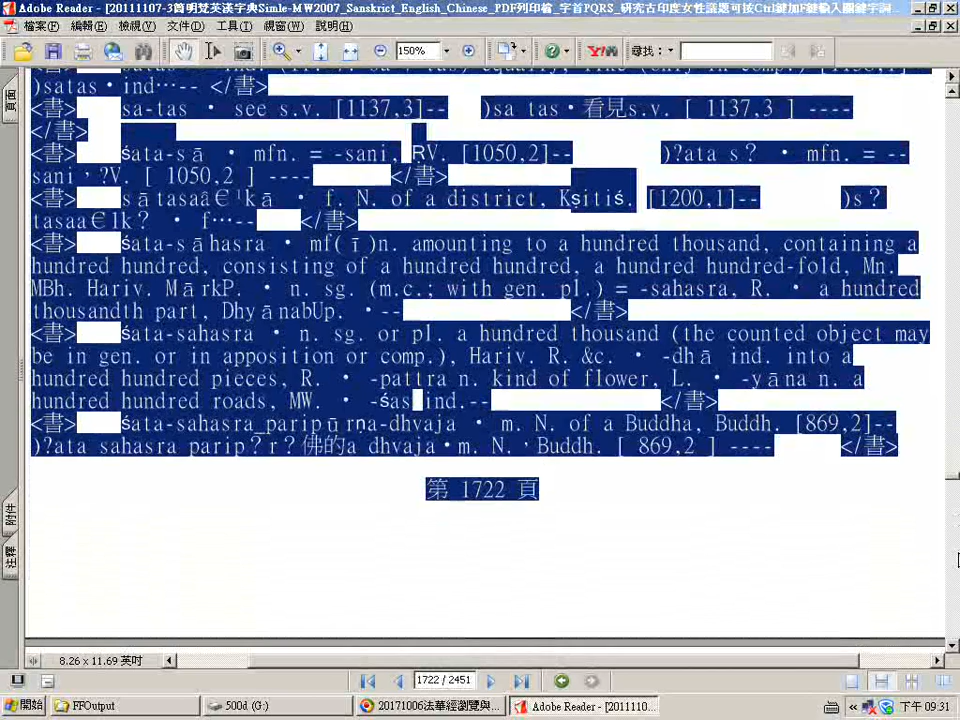 Adobe Reader - [20111107-3簡明梵英漢字典Simle-MW2007_Sanskrict_English_Chinese_PDF列印檔_字首PQRS_研究古印度女性議題可按Ctrl鍵加F鍵輸入關鍵字詞
檔案(F) 編輯(E) 檢視(V) 文件(D) 工具(T) 視窗(W) 說明(H)
150% 尋找:
頁面
)satas‧ind…-- </書>
<書> sa-tas ‧ see s.v. [1137,3]-- )sa tas‧看見s.v. [ 1137,3 ] ----
</書>
<書> śata-sā ‧ mfn. = -sani, ṚV. [1050,2]-- )?ata s? ‧ mfn. = --
sani,?V. [ 1050,2 ] ---- </書>
<書> sātasaâ€¹kā ‧ f. N. of a district, Kṣitiś. [1200,1]-- )s?
tasaa€1k? ‧ f…-- </書>
<書> śata-sāhasra ‧ mf(ī)n. amounting to a hundred thousand, containing a
hundred hundred, consisting of a hundred hundred, a hundred hundred-fold, Mn.
MBh. Hariv. MārkP. ‧ n. sg. (m.c.; with gen. pl.) = -sahasra, R. ‧ a hundred
thousandth part, DhyānabUp. ‧-- </書>
<書> śata-sahasra ‧ n. sg. or pl. a hundred thousand (the counted object may
be in gen. or in apposition or comp.), Hariv. R. &c. ‧ -dhā ind. into a
hundred hundred pieces, R. ‧ -pattra n. kind of flower, L. ‧ -yāna n. a
hundred hundred roads, MW. ‧ -śas ind.-- </書>
<書> śata-sahasra_paripūrṇa-dhvaja ‧ m. N. of a Buddha, Buddh. [869,2]--
)?ata sahasra parip?r?佛的a dhvaja‧m. N.,Buddh. [ 869,2 ] ---- </書>
第 1722 頁
附件
注釋
8.26 x 11.69 英吋
1722 / 2451
開始 FFOutput 500d (G:) 20171006法華經瀏覽與... Adobe Reader - [2011110... 下午 09:31